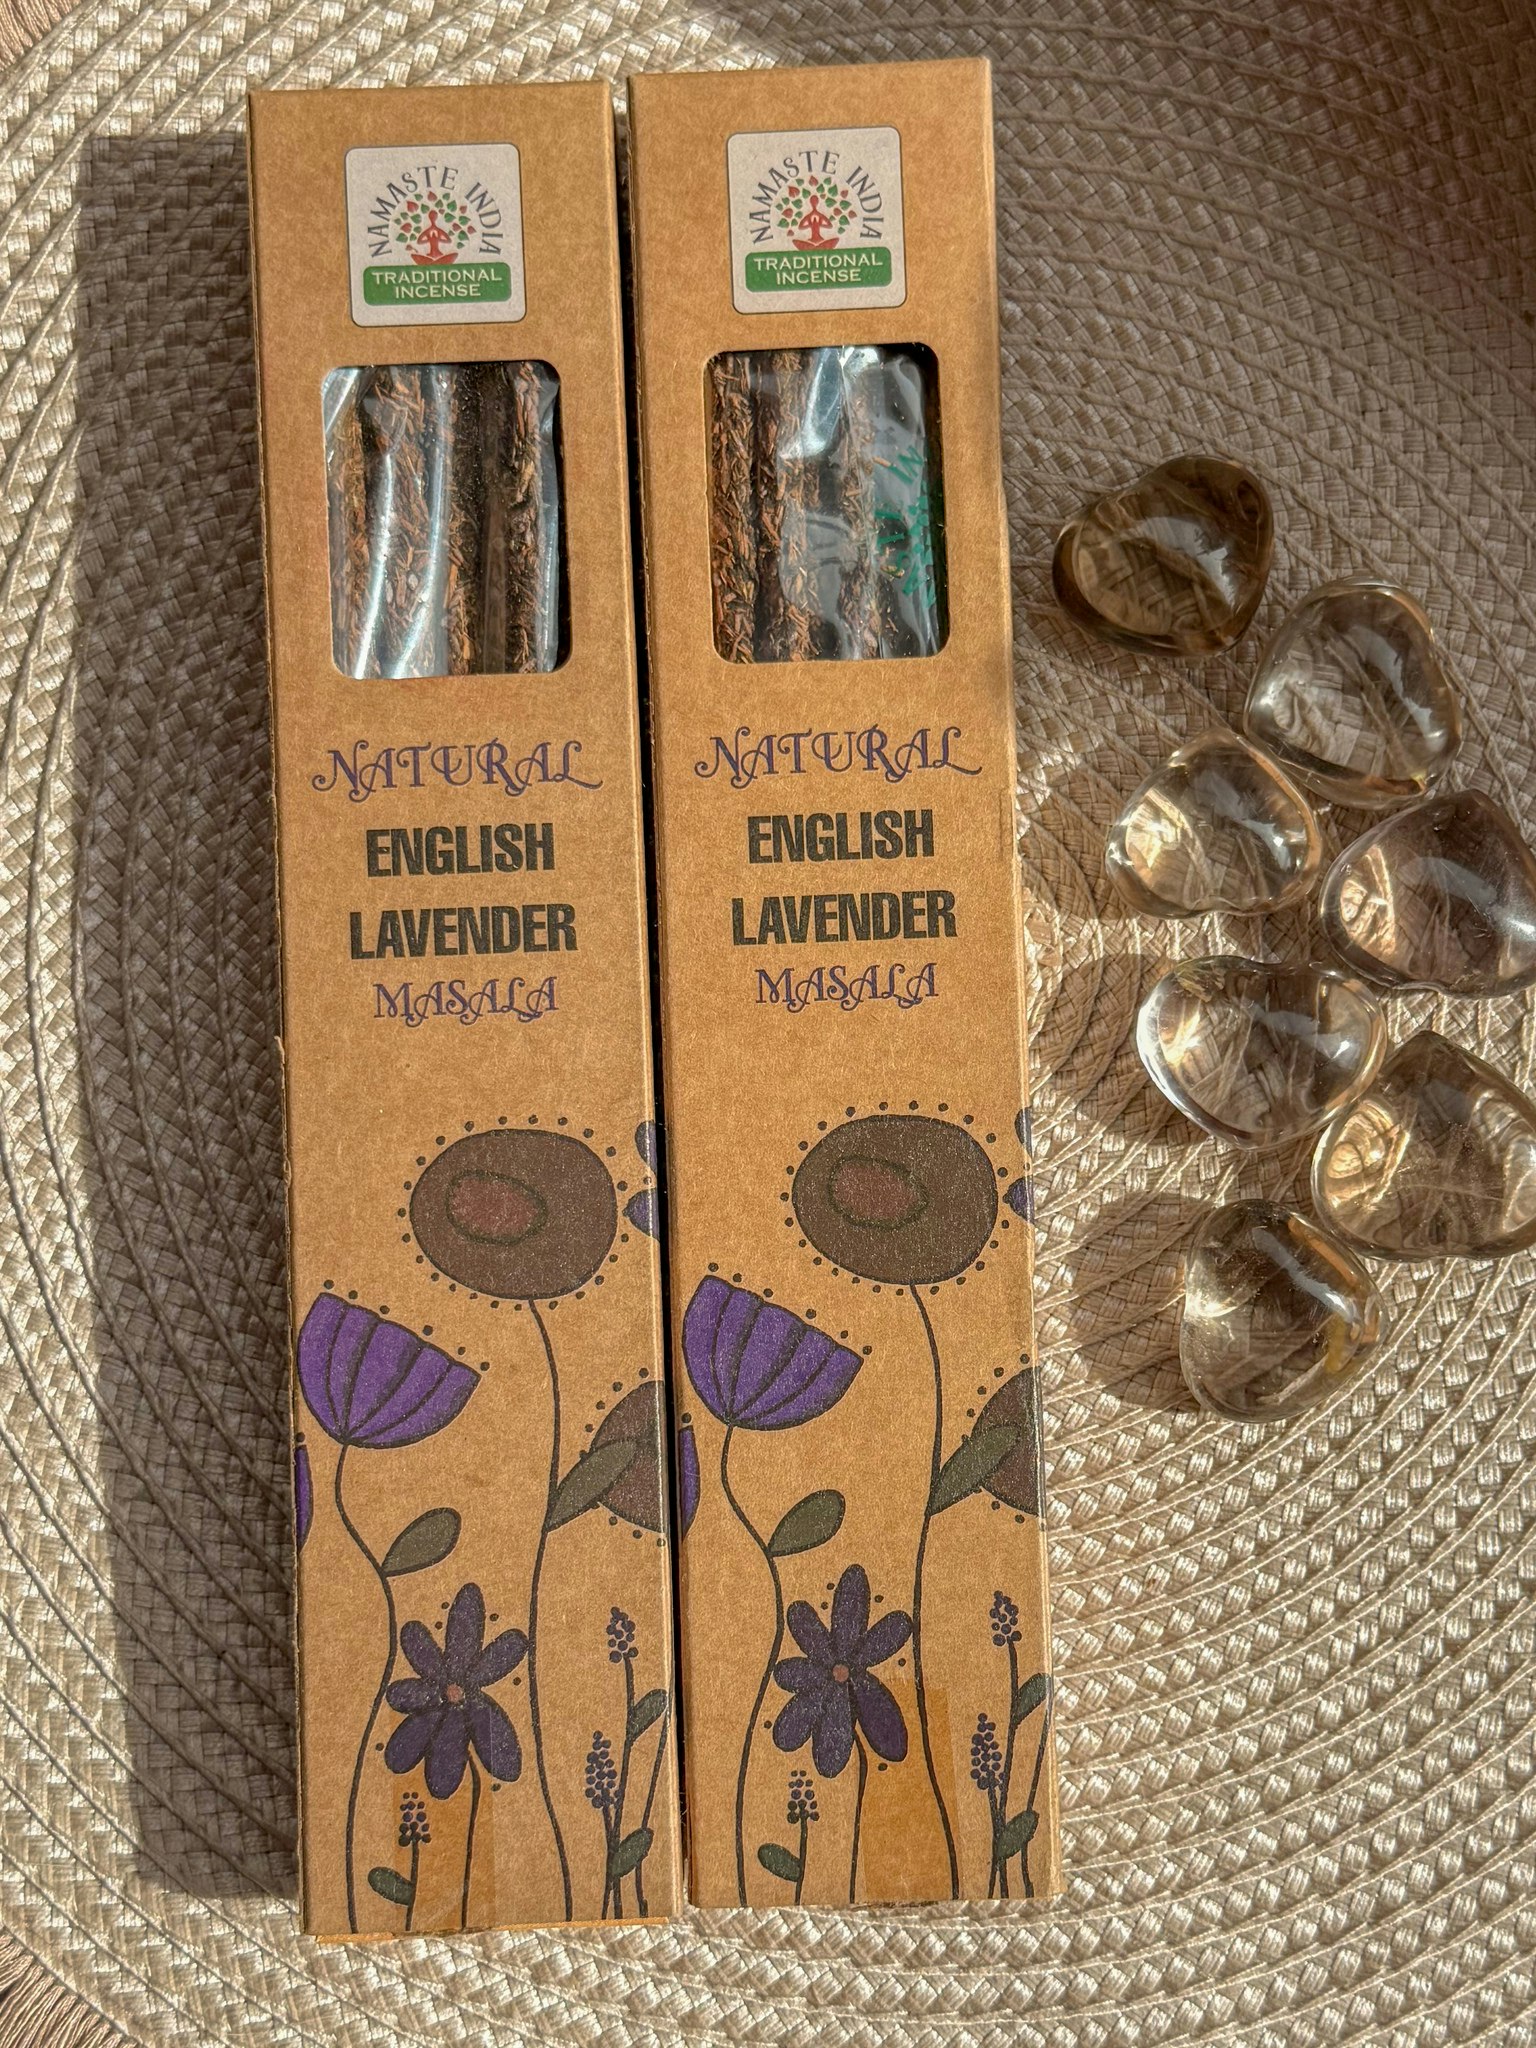 NAMASTE INDIA
TRADITIONAL
INCENSE
NATURAL
ENGLISH
LAVENDER
MASALA
NAMASTE INDIA
TRADITIONAL
INCENSE
NATURAL
ENGLISH
LAVENDER
MASALA